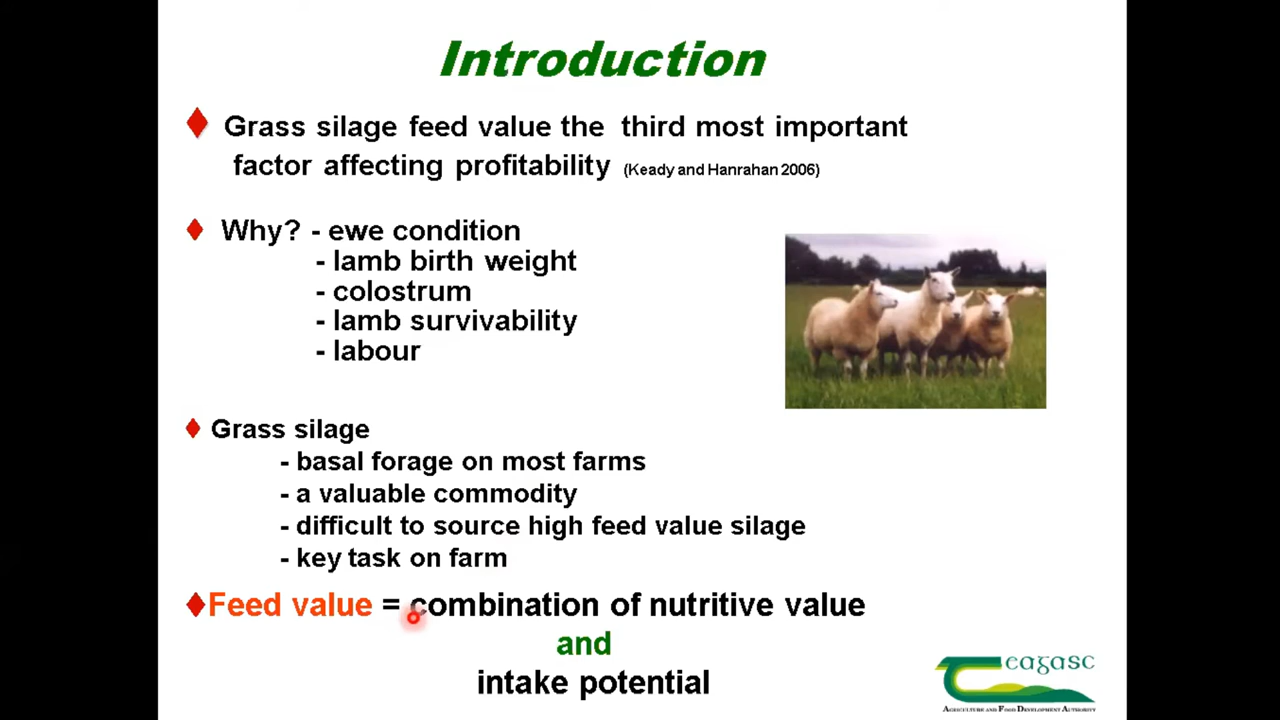 Introduction
Grass silage feed value the third most important
factor affecting profitability (Keady and Hanrahan 2006)
Why? - ewe condition
- lamb birth weight
- colostrum
- lamb survivability
- labour
Grass silage
- basal forage on most farms
- a valuable commodity
- difficult to source high feed value silage
- key task on farm
Feed value = combination of nutritive value
and
intake potential
Teagasc
AGRICULTURE AND FOOD DEVELOPMENT AUTHORITY